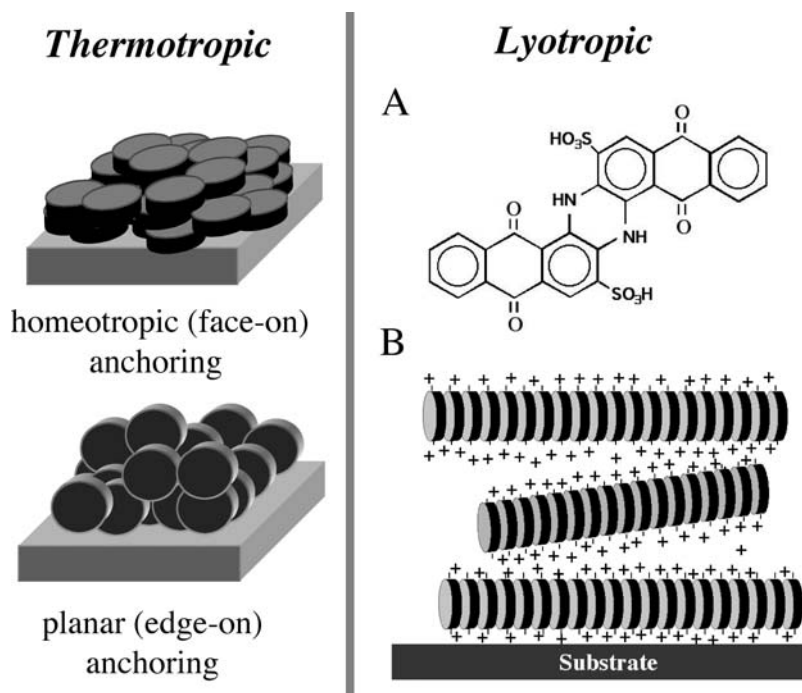 Thermotropic
homeotropic (face-on)
anchoring
planar (edge-on)
anchoring
Lyotropic
A
O
HO₃S
O
HN
O
NH
SO₃H
O
B
Substrate